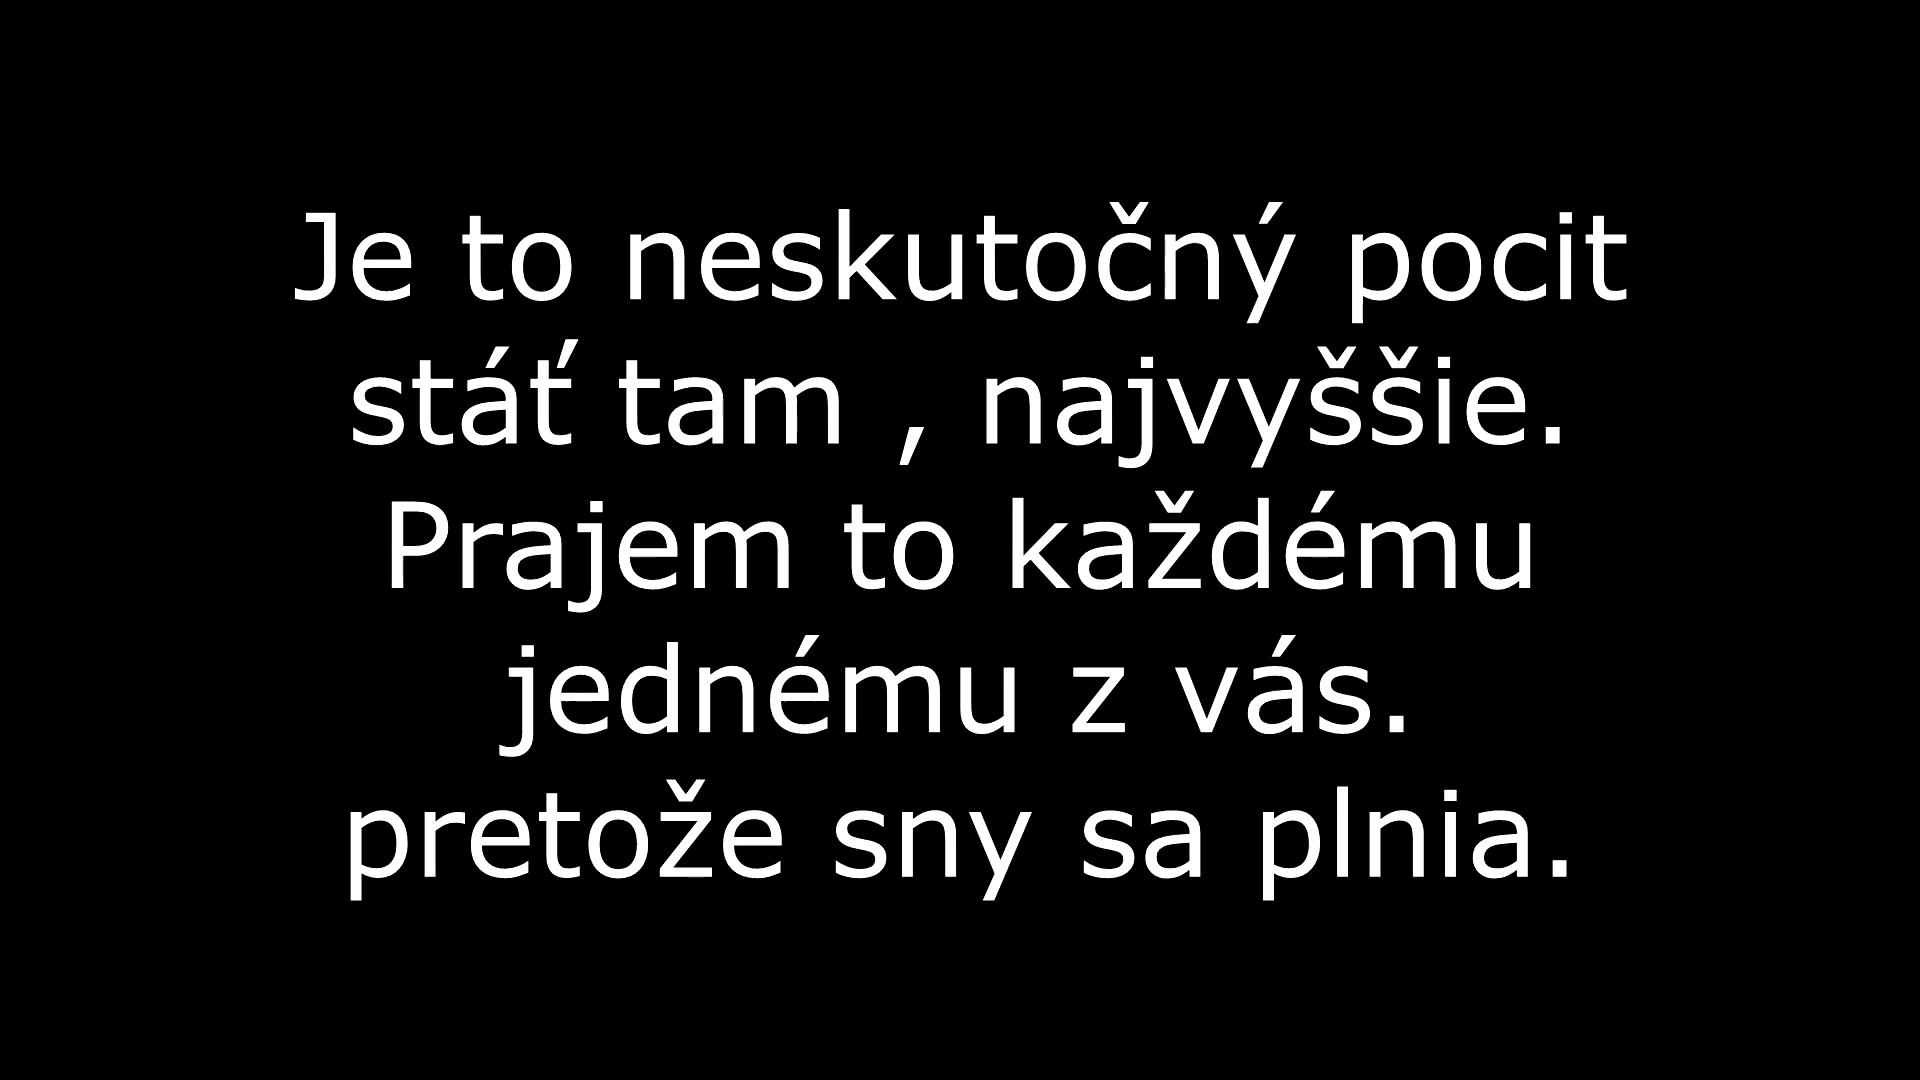 Je to neskutočný pocit
stáť tam , najvyššie.
Prajem to každému
jednému z vás.
pretože sny sa plnia.